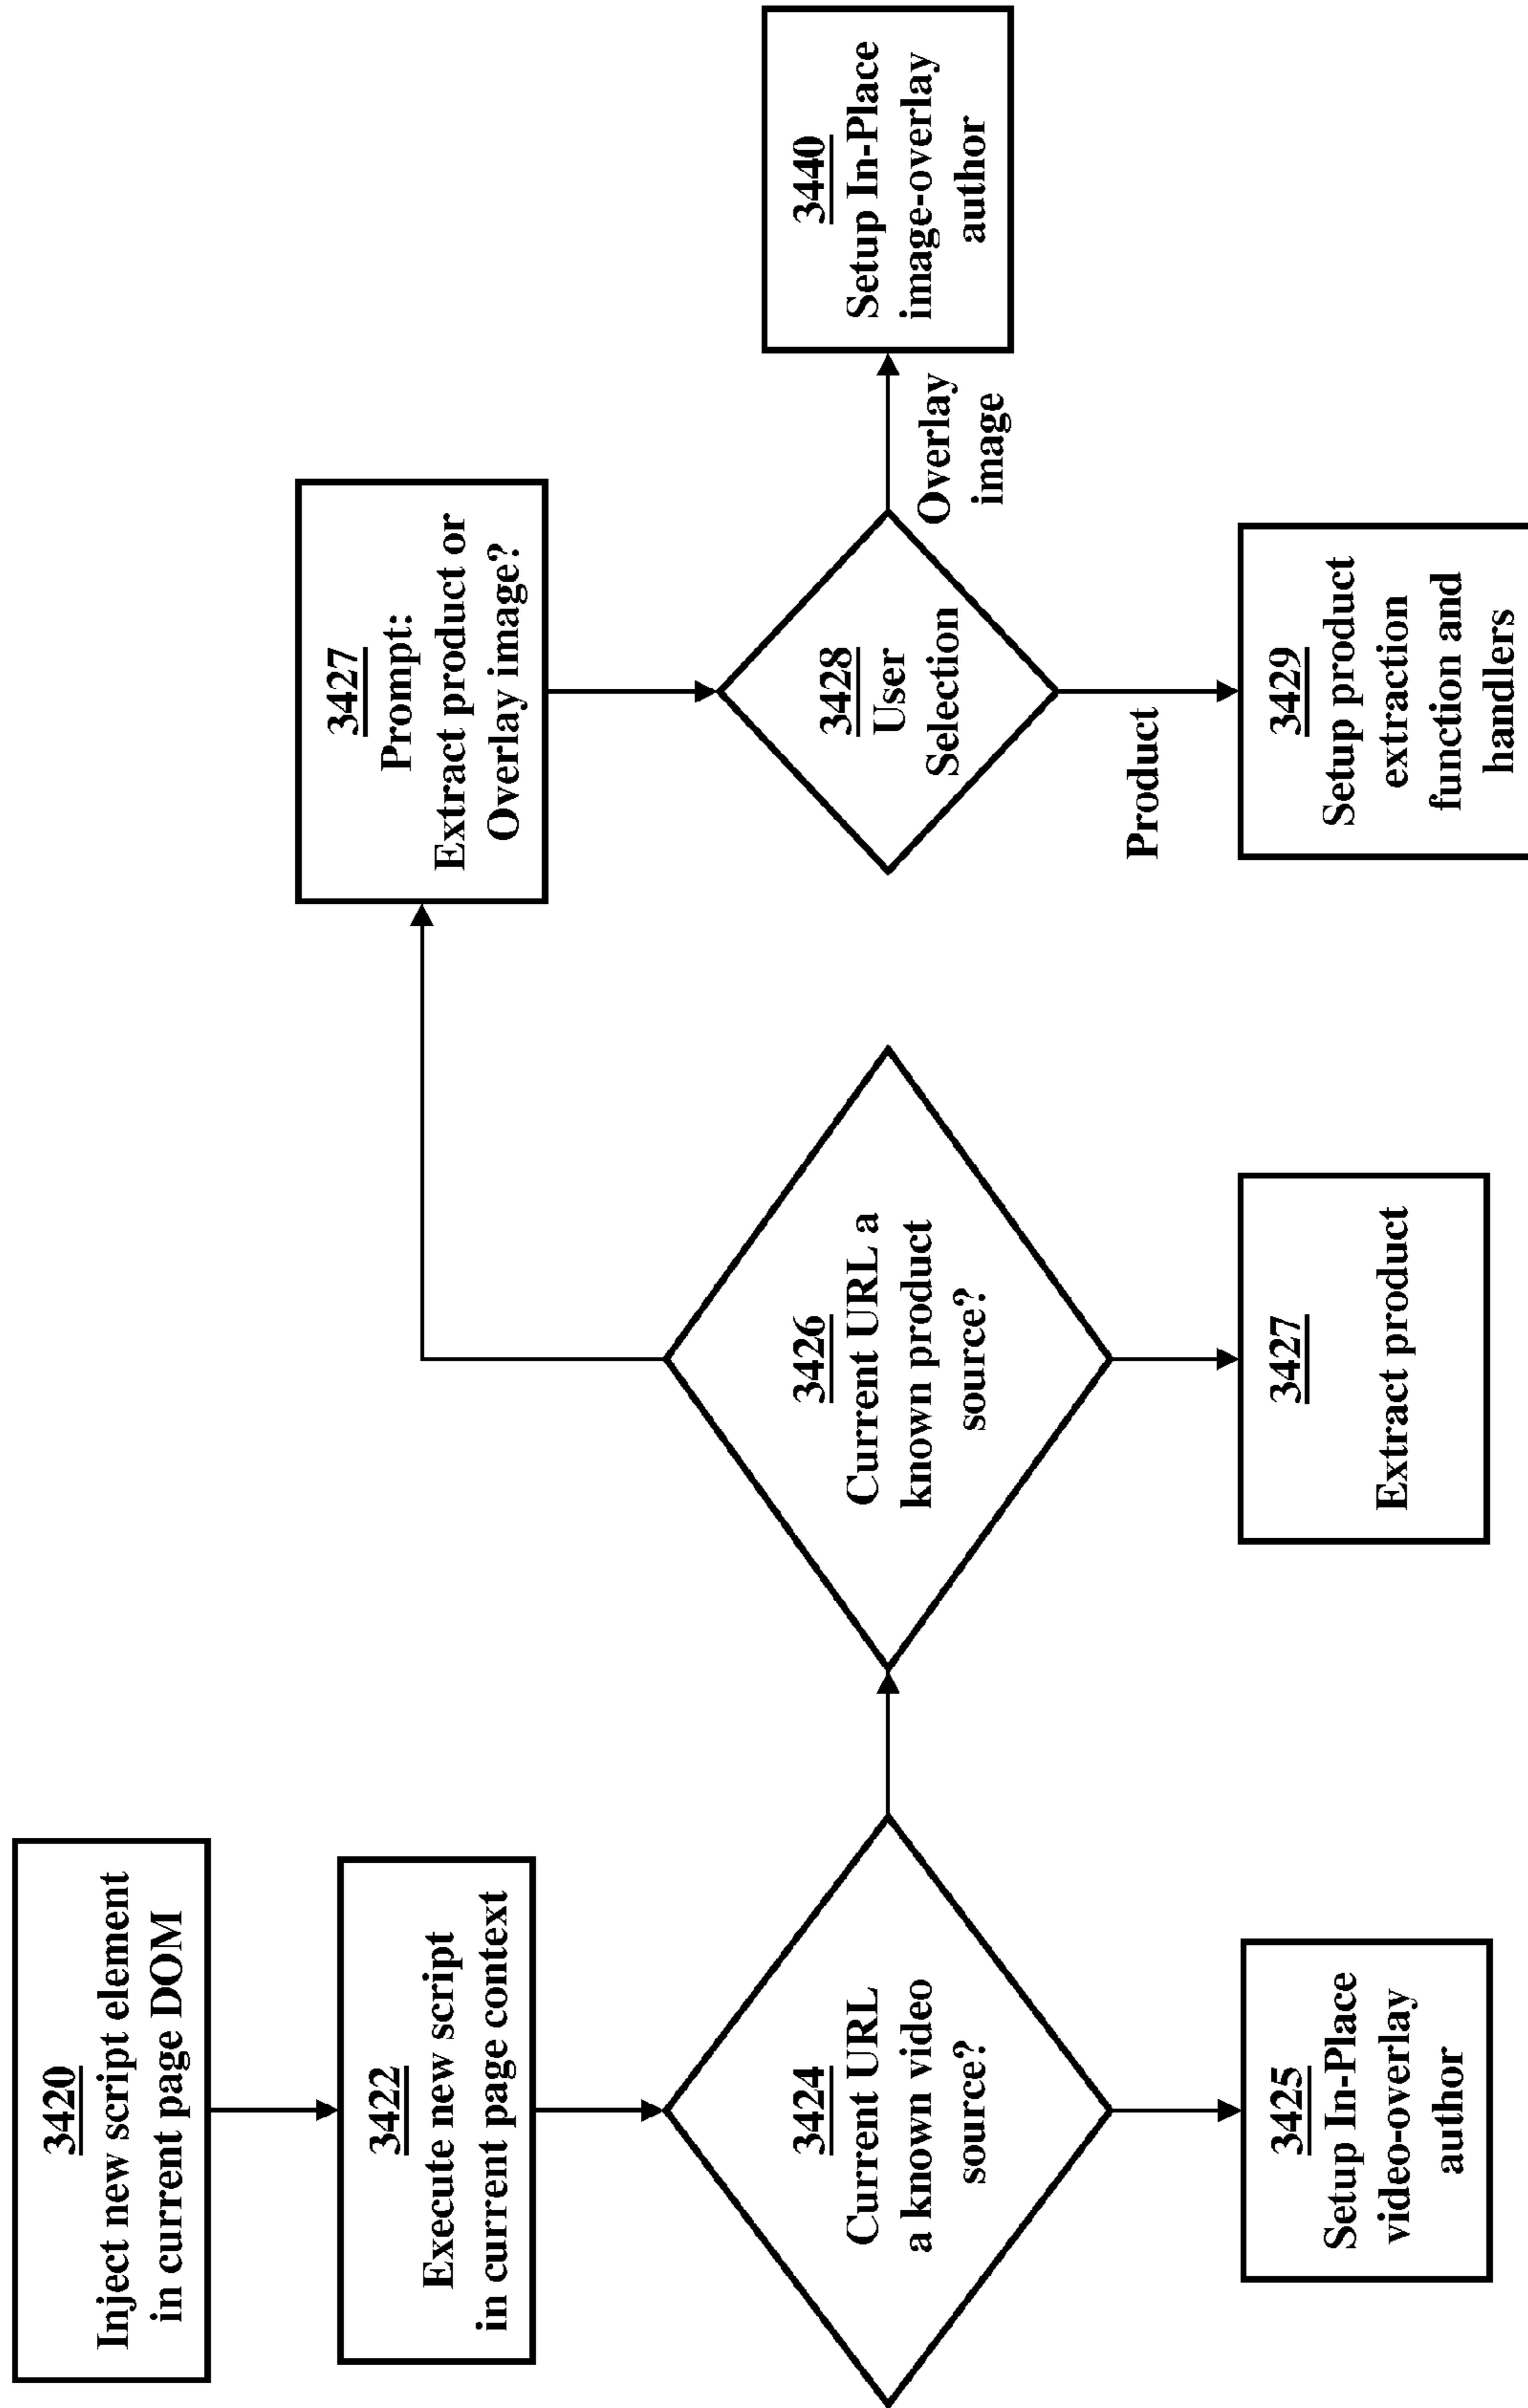 3420
Inject new script element
in current page DOM
3422
Execute new script
in current page context
3424
Current URL
a known video
source?
3425
Setup In-Place
video-overlay
author
3426
Current URL a
known product
source?
3427
Extract product
3427
Prompt:
Extract product or
Overlay image?
3428
User
Selection
Product
3429
Setup product
extraction
function and
handlers
Overlay
image
3440
Setup In-Place
image-overlay
author